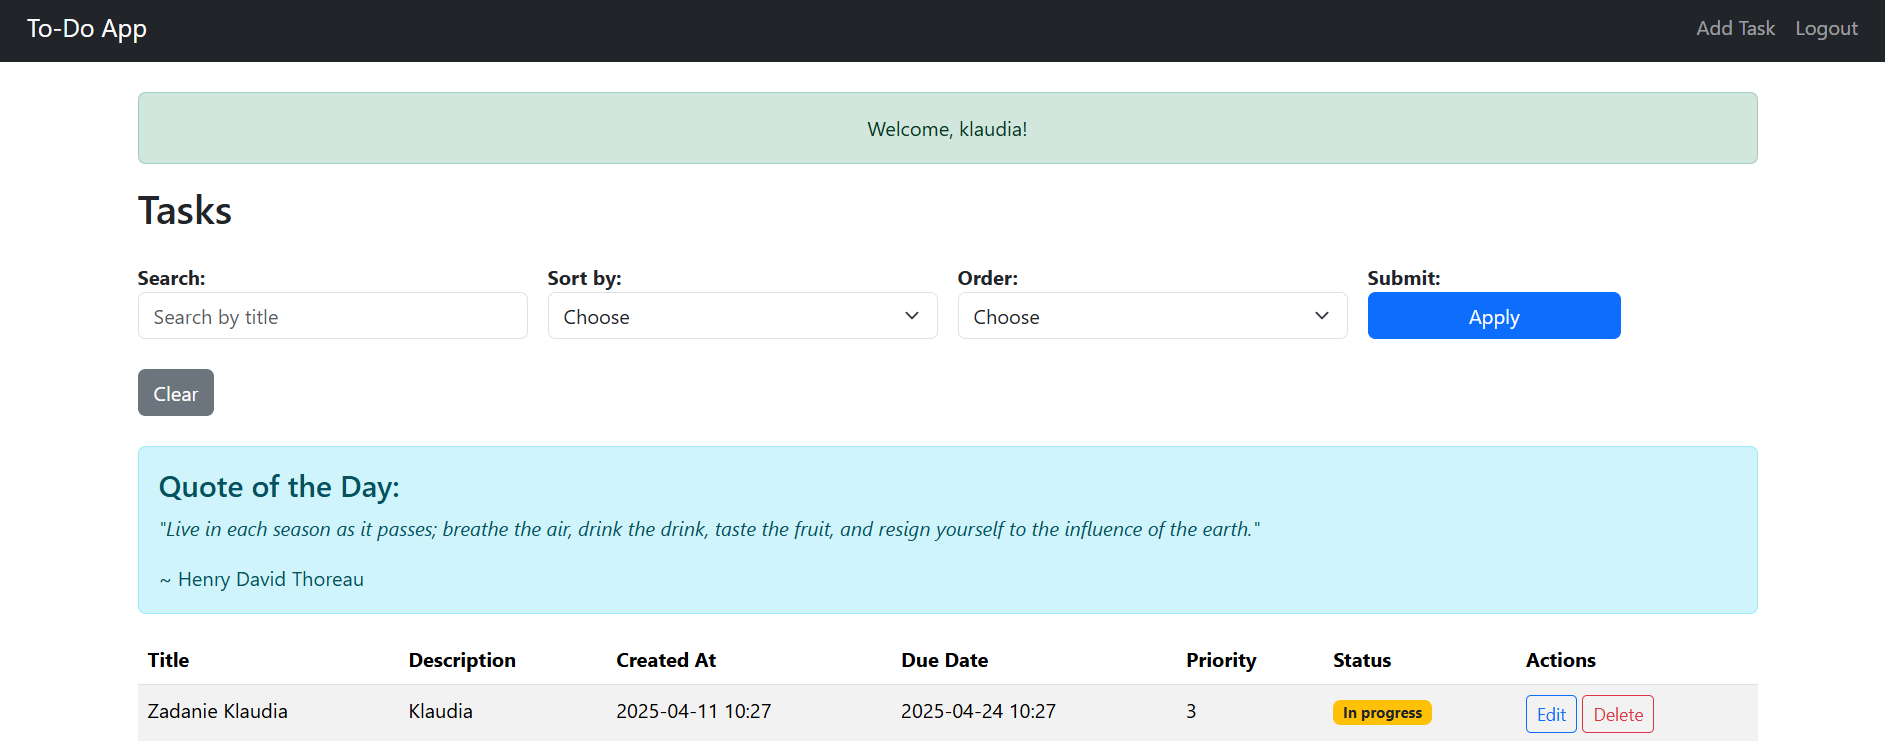 To-Do App Add Task Logout
Welcome, klaudia!
Tasks
Search: Sort by: Order: Submit:
Search by title Choose Choose Apply
Clear
Quote of the Day:
"Live in each season as it passes; breathe the air, drink the drink, taste the fruit, and resign yourself to the influence of the earth."
~ Henry David Thoreau
Title Description Created At Due Date Priority Status Actions
Zadanie Klaudia Klaudia 2025-04-11 10:27 2025-04-24 10:27 3 In progress Edit Delete